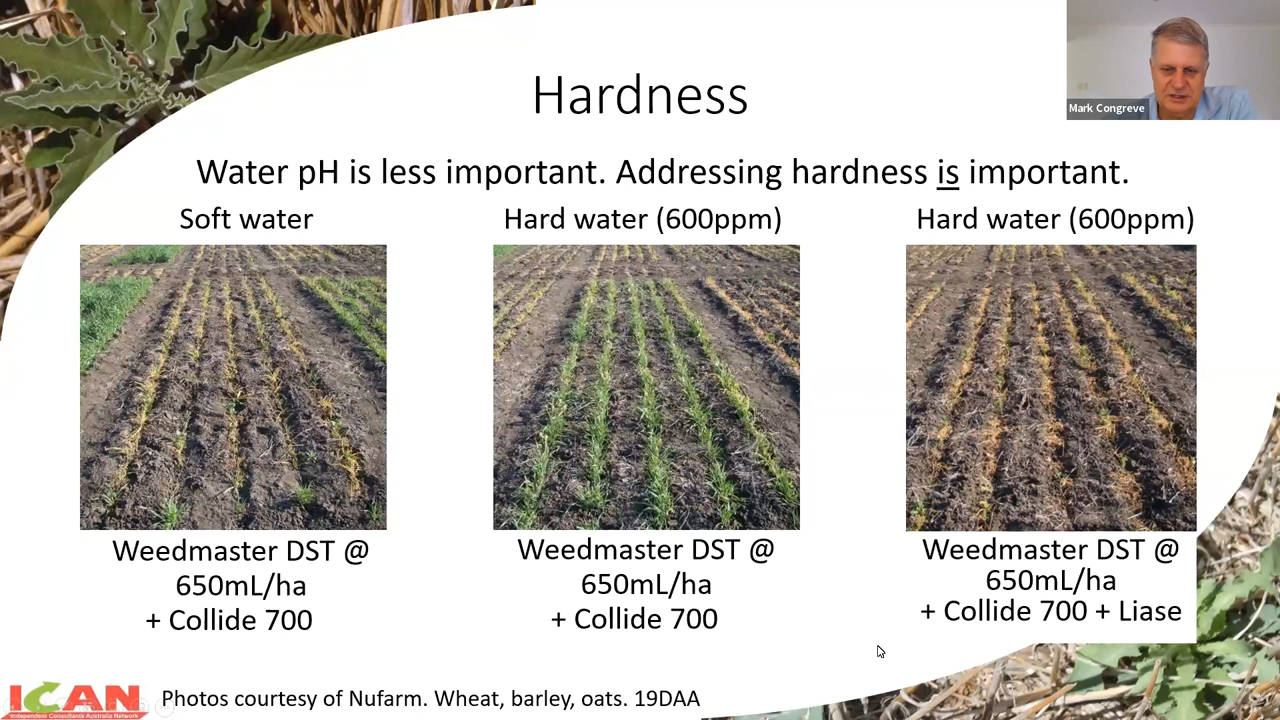 Mark Congreve
Hardness
Water pH is less important. Addressing hardness is important.
Soft water
Hard water (600ppm)
Hard water (600ppm)
Weedmaster DST @
650mL/ha
+ Collide 700
Weedmaster DST @
650mL/ha
+ Collide 700
Weedmaster DST @
650mL/ha
+ Collide 700 + Liase
ICAN
Independent Consultants Australia Network
Photos courtesy of Nufarm. Wheat, barley, oats. 19DAA